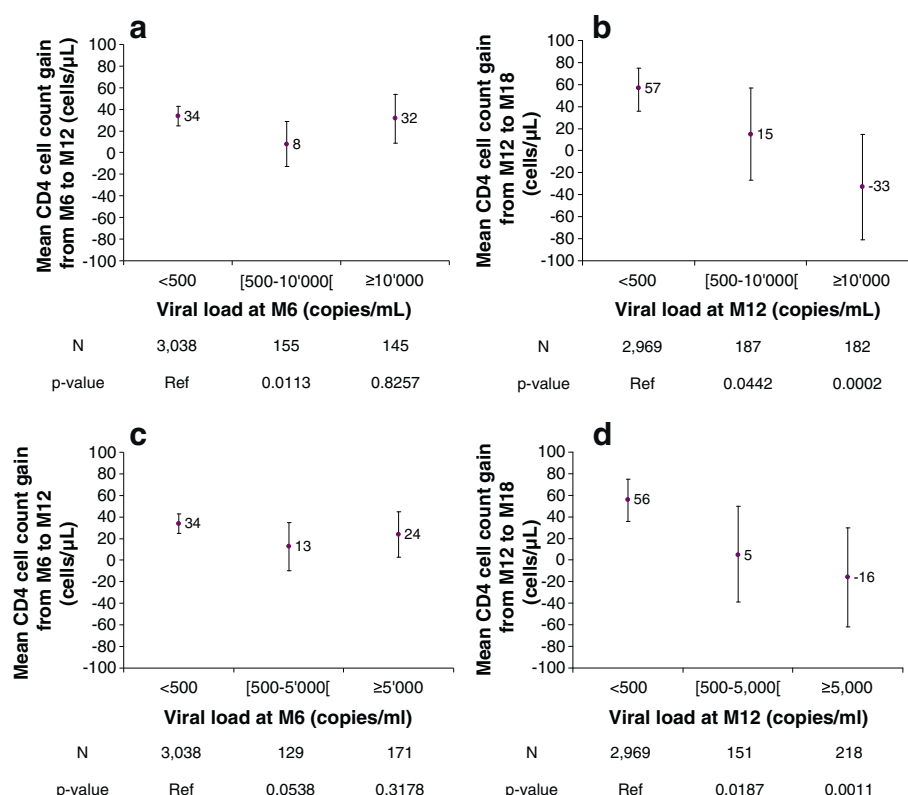 a
Mean CD4 cell count gain
from M6 to M12 (cells/µL)
100
80
60
40
20
0
-20
-40
-60
-80
-100
34
8
32
<500 [500-10'000[ ≥10'000
Viral load at M6 (copies/mL)
N 3,038 155 145
p-value Ref 0.0113 0.8257
b
Mean CD4 cell count gain
from M12 to M18
(cells/µL)
100
80
60
40
20
0
-20
-40
-60
-80
-100
57
15
-33
<500 [500-10'000[ ≥10'000
Viral load at M12 (copies/mL)
N 2,969 187 182
p-value Ref 0.0442 0.0002
c
Mean CD4 cell count gain
from M6 to M12
(cells/µL)
100
80
60
40
20
0
-20
-40
-60
-80
-100
34
13
24
<500 [500-5'000[ ≥5'000
Viral load at M6 (copies/ml)
N 3,038 129 171
p-value Ref 0.0538 0.3178
d
Mean CD4 cell count gain
from M12 to M18
(cells/µL)
100
80
60
40
20
0
-20
-40
-60
-80
-100
56
5
-16
<500 [500-5,000[ ≥5,000
Viral load at M12 (copies/ml)
N 2,969 151 218
p-value Ref 0.0187 0.0011